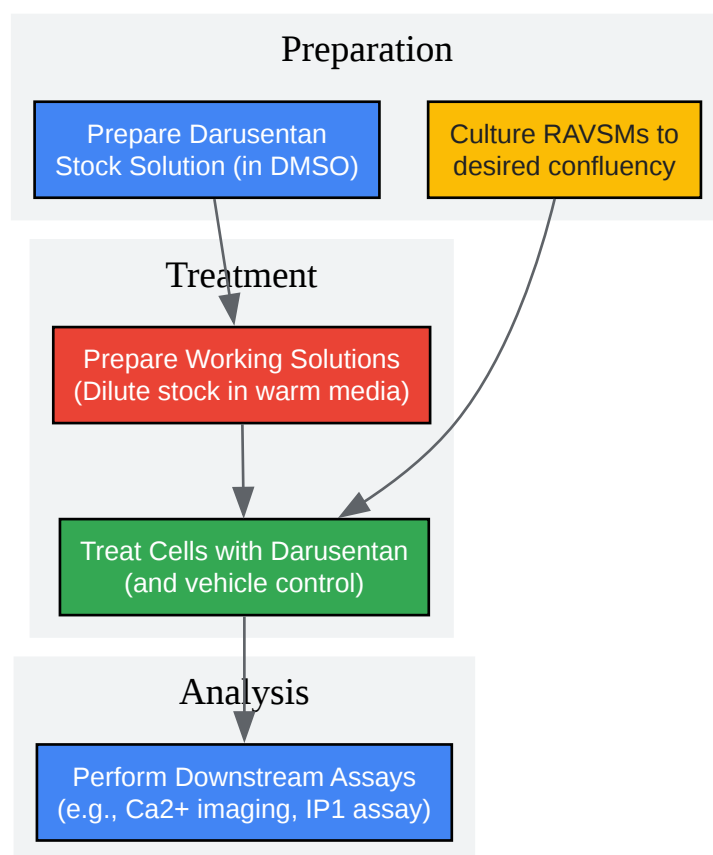 Preparation
Prepare Darusentan
Stock Solution (in DMSO)
Culture RAVSMs to
desired confluency
Treatment
Prepare Working Solutions
(Dilute stock in warm media)
Treat Cells with Darusentan
(and vehicle control)
Analysis
Perform Downstream Assays
(e.g., Ca2+ imaging, IP1 assay)